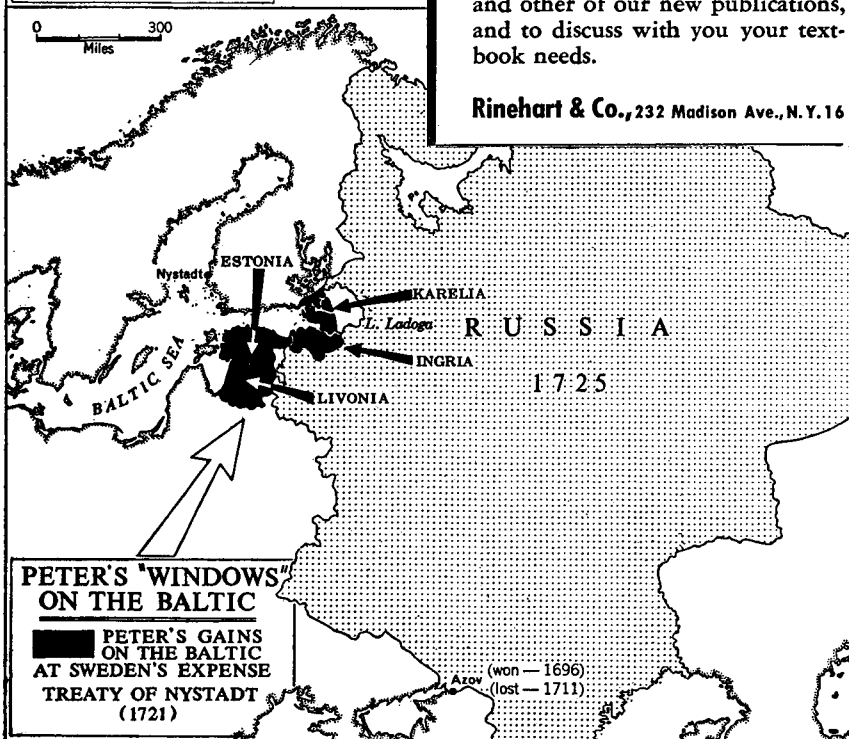 and other of our new publications,
and to discuss with you your text-
book needs.
Rinehart & Co., 232 Madison Ave., N. Y. 16
0 300
Miles
ESTONIA
Nystadt
KARELIA
L. Ladoga
RUSSIA
INGRIA
1725
BALTIC SEA
LIVONIA
PETER'S "WINDOWS"
ON THE BALTIC
PETER'S GAINS
ON THE BALTIC
AT SWEDEN'S EXPENSE
TREATY OF NYSTADT
(1721)
Azov (won — 1696)
(lost — 1711)